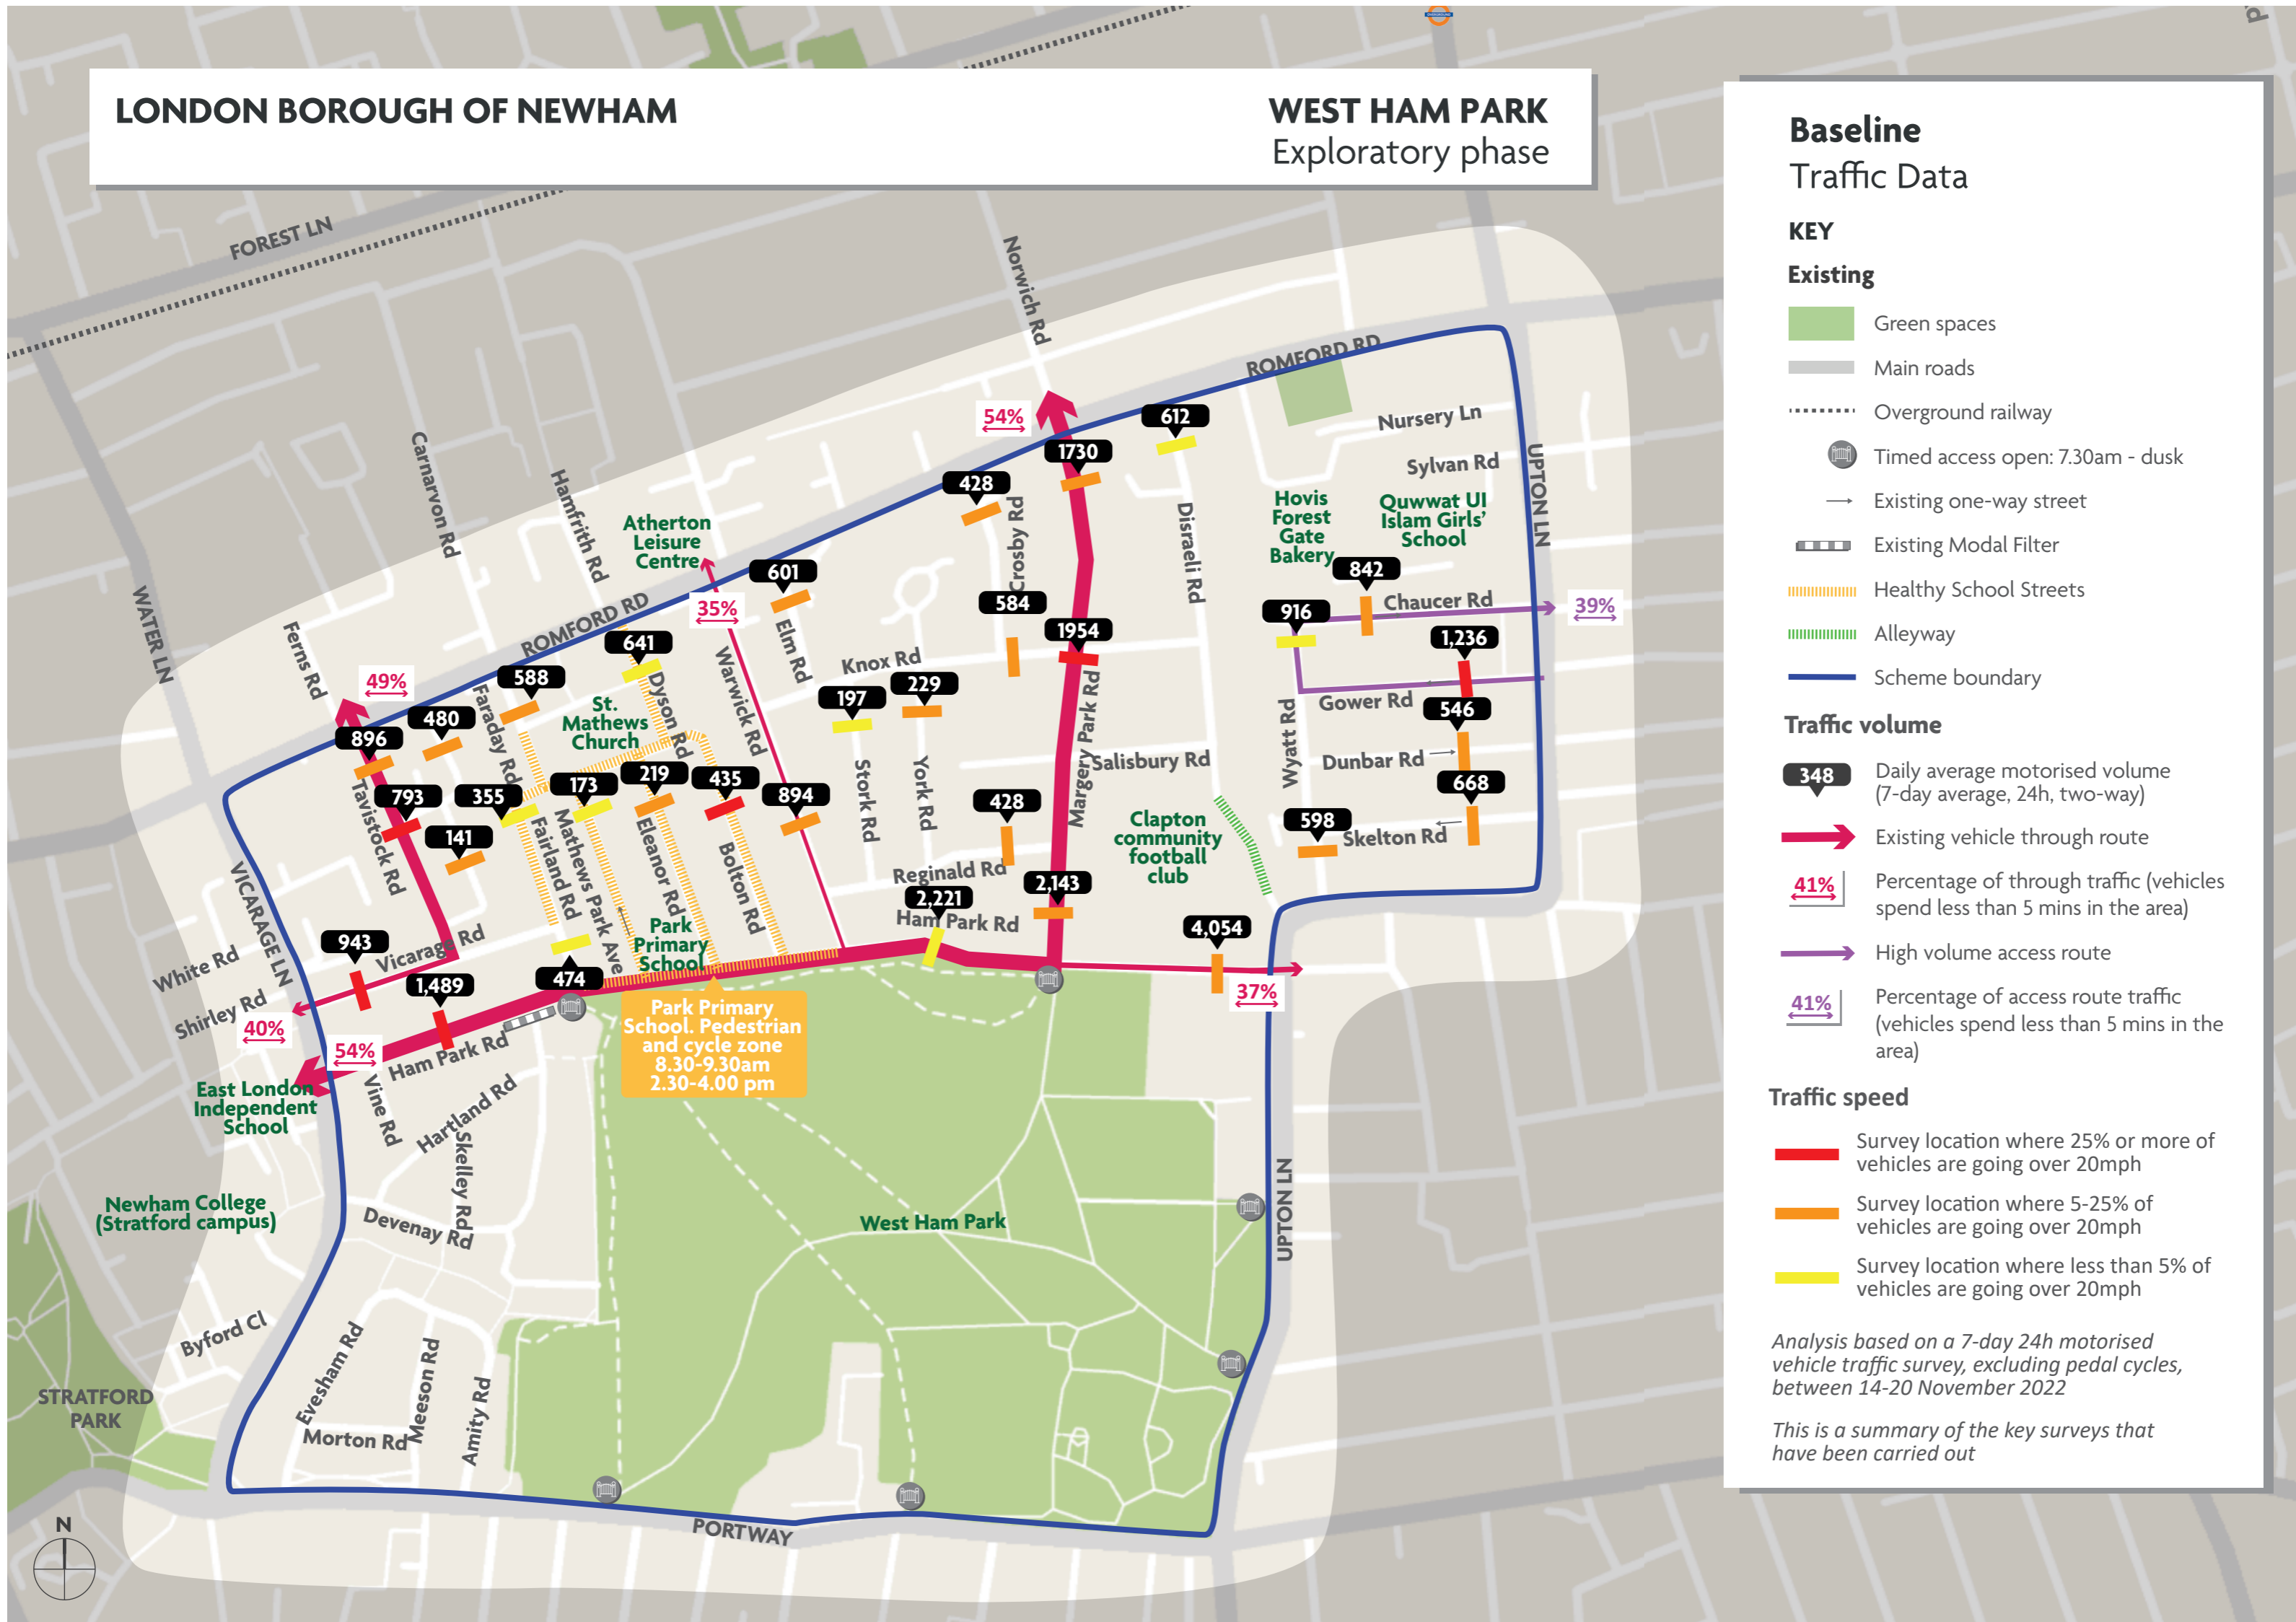 LONDON BOROUGH OF NEWHAM
WEST HAM PARK
Exploratory phase
Baseline
Traffic Data
KEY
Existing
Green spaces
Main roads
Overground railway
Timed access open: 7.30am - dusk
Existing one-way street
Existing Modal Filter
Healthy School Streets
Alleyway
Scheme boundary
Traffic volume
348
Daily average motorised volume
(7-day average, 24h, two-way)
Existing vehicle through route
41%
Percentage of through traffic (vehicles
spend less than 5 mins in the area)
High volume access route
41%
Percentage of access route traffic
(vehicles spend less than 5 mins in the
area)
Traffic speed
Survey location where 25% or more of
vehicles are going over 20mph
Survey location where 5-25% of
vehicles are going over 20mph
Survey location where less than 5% of
vehicles are going over 20mph
Analysis based on a 7-day 24h motorised
vehicle traffic survey, excluding pedal cycles,
between 14-20 November 2022
This is a summary of the key surveys that
have been carried out
FOREST LN
Norwich Rd
ROMFORD RD
54%
612
Nursery Ln
1730
Sylvan Rd
UPTON LN
Carnarvon Rd
Hamfrith Rd
428
Crosby Rd
Disraeli Rd
Hovis
Forest
Gate
Bakery
Quwwat UI
Islam Girls'
School
Atherton
Leisure
Centre
601
842
WATER LN
Ferns Rd
ROMFORD RD
35%
584
916
Chaucer Rd
39%
641
Elm Rd
1954
1,236
Knox Rd
49%
588
Warwick Rd
Dyson Rd
197
229
Gower Rd
546
480
Faraday Rd
St.
Mathews
Church
896
Margery Park Rd
Salisbury Rd
Wyatt Rd
Dunbar Rd
Tavistock Rd
793
355
173
219
435
894
Stork Rd
York Rd
428
668
141
Fairland Rd
Mathews Park Ave
Eleanor Rd
Bolton Rd
Clapton
community
football
club
598
Skelton Rd
VICARAGE LN
Reginald Rd
2,143
2,221
Ham Park Rd
4,054
943
Vicarage Rd
White Rd
Park
Primary
School
474
1,489
Shirley Rd
40%
37%
54%
Ham Park Rd
Park Primary
School. Pedestrian
and cycle zone
8.30-9.30am
2.30-4.00 pm
East London
Independent
School
Vine Rd
Hartland Rd
Skelley Rd
Newham College
(Stratford campus)
Devenay Rd
West Ham Park
UPTON LN
Byford Cl
Evesham Rd
Meeson Rd
Amity Rd
STRATFORD
PARK
Morton Rd
PORTWAY
N